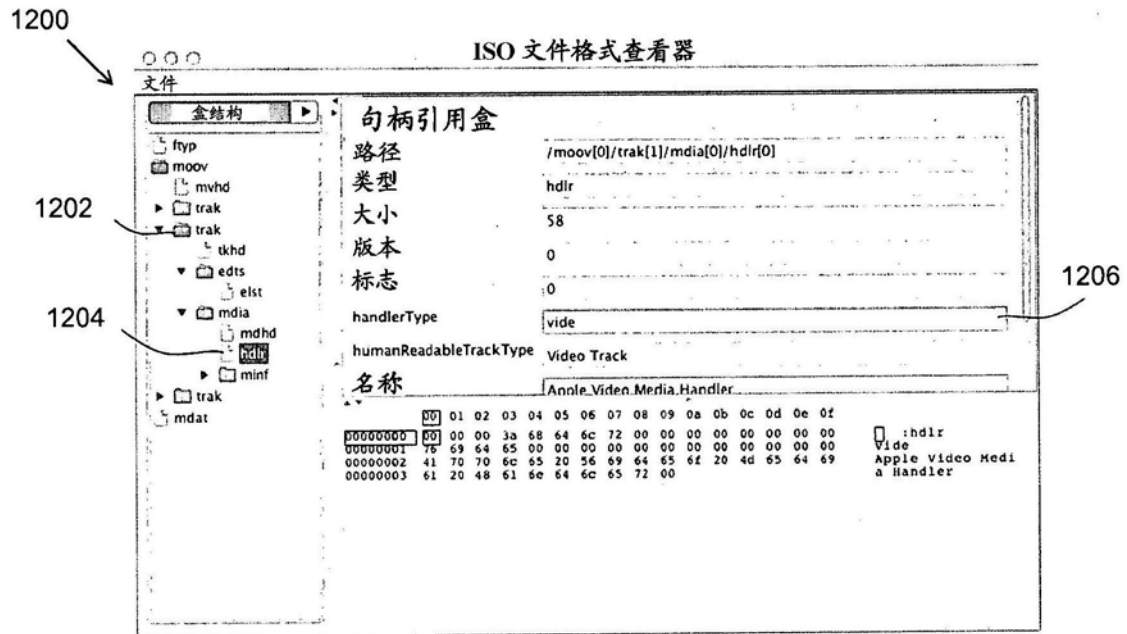 1200
ISO 文件格式查看器
文件
盒结构
ftyp
moov
mvhd
trak
1202
trak
tkhd
edts
elst
mdia
1204
mdhd
hdlr
minf
trak
mdat
句柄引用盒
路径 /moov[0]/trak[1]/mdia[0]/hdlr[0]
类型 hdlr
大小 58
版本 0
标志 0
1206
handlerType vide
humanReadableTrackType Video Track
名称 Apple Video Media Handler
00 01 02 03 04 05 06 07 08 09 0a 0b 0c 0d 0e 0f
00000000 00 00 00 3a 68 64 6c 72 00 00 00 00 00 00 00 00 :hdlr
00000001 76 69 64 65 00 00 00 00 00 00 00 00 00 00 00 00 Vide
00000002 41 70 70 6c 65 20 56 69 64 65 6f 20 4d 65 64 69 Apple Video Medi
00000003 61 20 48 61 6e 64 6c 65 72 00 a Handler